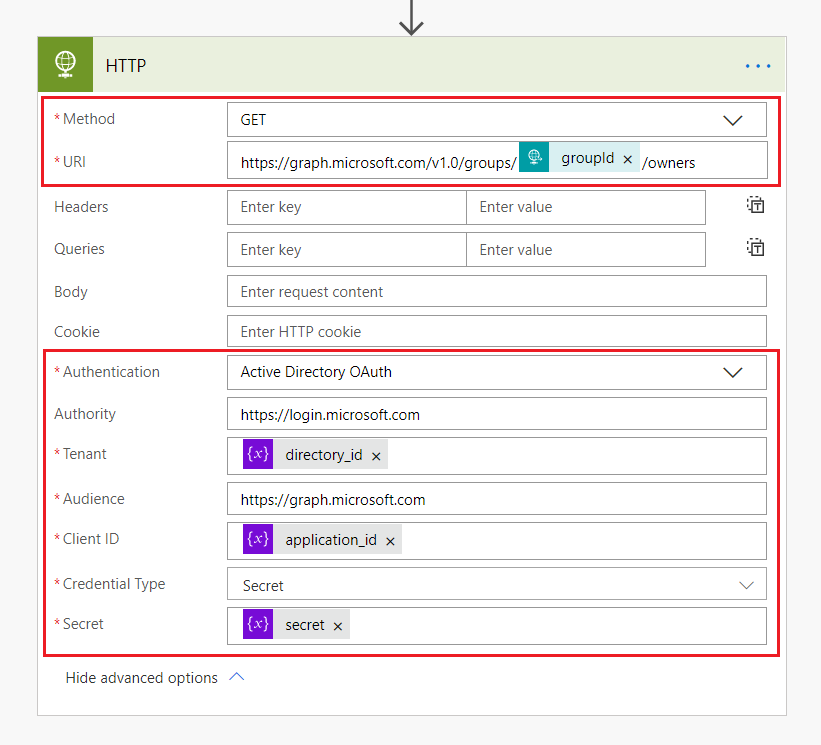 HTTP
* Method GET
* URI https://graph.microsoft.com/v1.0/groups/ groupId × /owners
Headers Enter key Enter value
Queries Enter key Enter value
Body Enter request content
Cookie Enter HTTP cookie
* Authentication Active Directory OAuth
Authority https://login.microsoft.com
* Tenant {x} directory_id ×
* Audience https://graph.microsoft.com
* Client ID {x} application_id ×
* Credential Type Secret
* Secret {x} secret ×
Hide advanced options